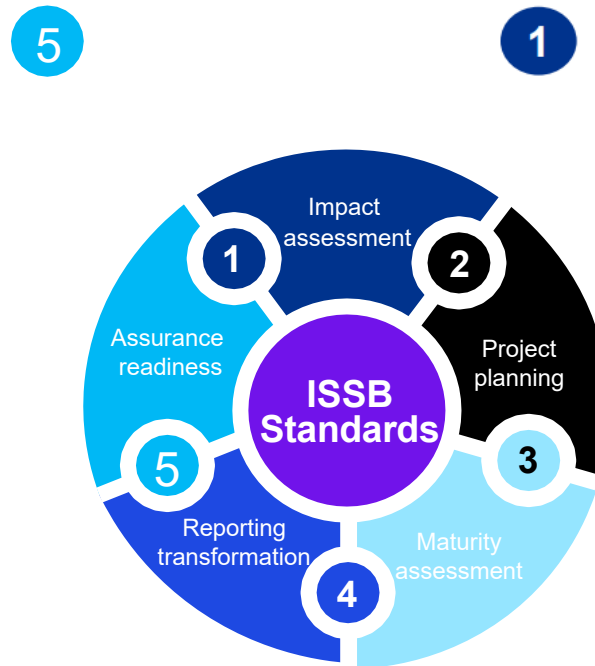 5
1
Impact
assessment
1
2
Assurance
readiness
Project
planning
ISSB
Standards
5
3
Reporting
transformation
Maturity
assessment
4